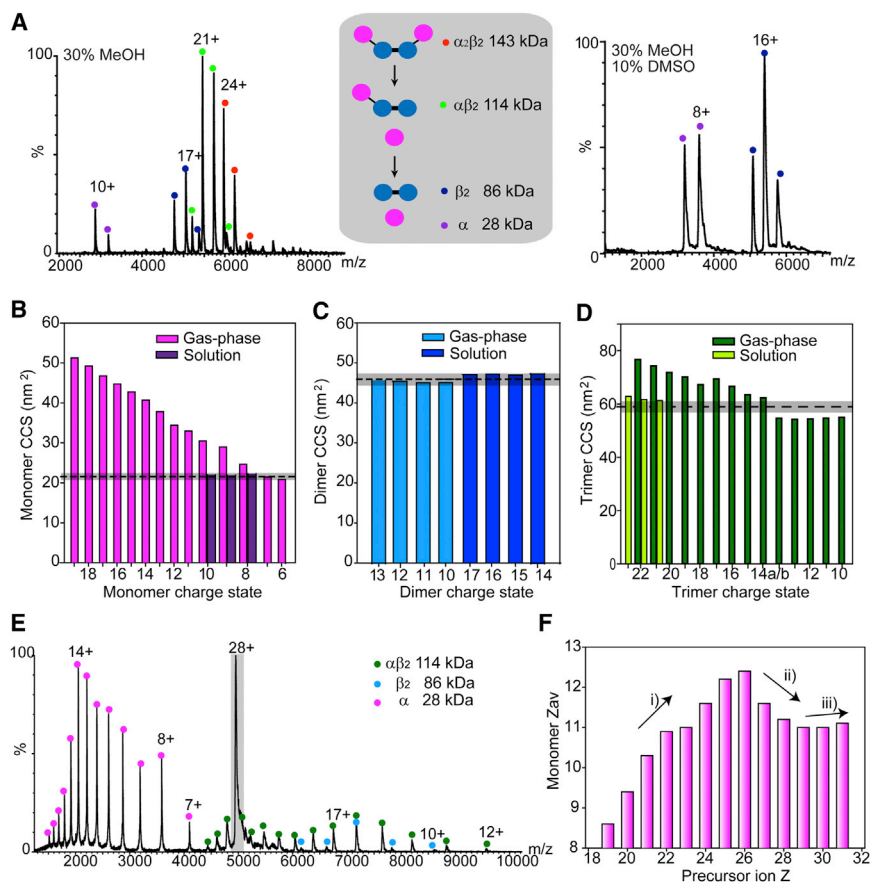 A
30% MeOH
21+
24+
17+
10+
100
50
0
%
2000 4000 6000 8000
m/z
α₂β₂ 143 kDa
αβ₂ 114 kDa
β₂ 86 kDa
α 28 kDa
30% MeOH
10% DMSO
16+
8+
100
50
0
%
2000 4000 6000
m/z
B
Gas-phase
Solution
Monomer CCS (nm²)
60
50
40
30
20
10
0
18 16 14 12 10 8 6
Monomer charge state
C
Gas-phase
Solution
Dimer CCS (nm²)
60
50
40
30
20
10
0
13 12 11 10 17 16 15 14
Dimer charge state
D
Gas-phase
Solution
Trimer CCS (nm²)
80
60
40
20
0
22 20 18 16 14a/b 12 10
Trimer charge state
E
14+
28+
8+
7+
17+
10+
12+
αβ₂ 114 kDa
β₂ 86 kDa
α 28 kDa
100
%
0
2000 3000 4000 5000 6000 7000 8000 9000 10000
m/z
F
i)
ii)
iii)
Monomer Zav
13
12
11
10
9
8
18 20 22 24 26 28 30 32
Precursor ion Z